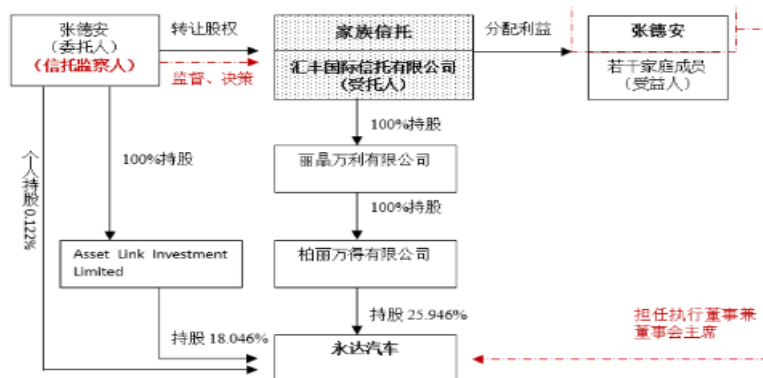 张德安
（委托人）
（信托监察人）
转让股权
监督、决策
家族信托
汇丰国际信托有限公司
（受托人）
分配利益
张德安
若干家庭成员
（受益人）
100%持股
丽晶万利有限公司
100%持股
个人持股 0.122%
100%持股
Asset Link Investment
Limited
柏丽万得有限公司
持股 18.046%
持股 25.946%
永达汽车
担任执行董事兼
董事会主席